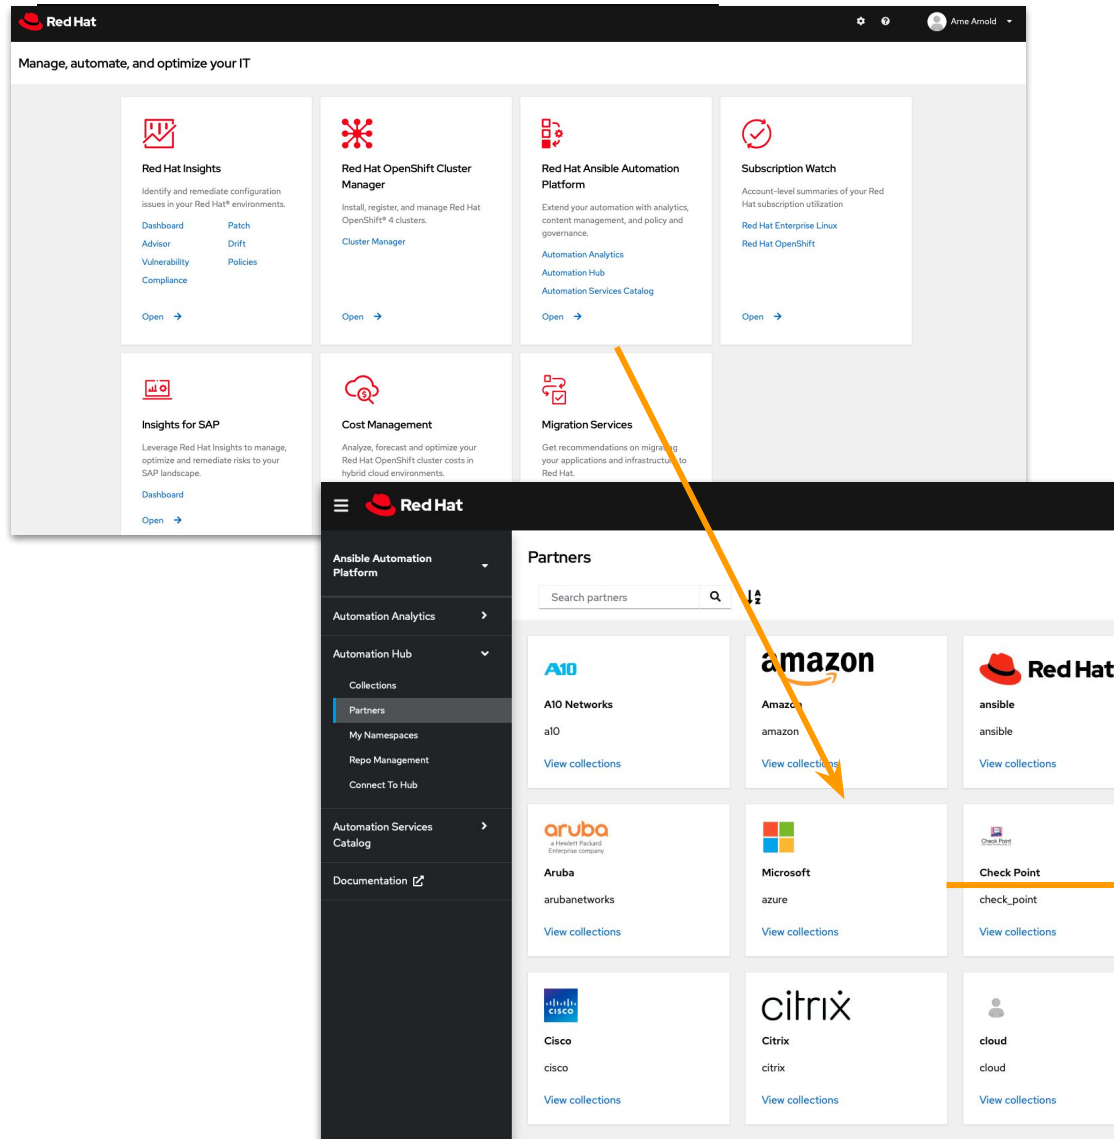 Red Hat
Arne Arnold
Manage, automate, and optimize your IT
Red Hat Insights
Identify and remediate configuration
issues in your Red Hat® environments.
Dashboard Patch
Advisor Drift
Vulnerability Policies
Compliance
Open
Red Hat OpenShift Cluster
Manager
Install, register, and manage Red Hat
OpenShift® 4 clusters.
Cluster Manager
Open
Red Hat Ansible Automation
Platform
Extend your automation with analytics,
content management, and policy and
governance.
Automation Analytics
Automation Hub
Automation Services Catalog
Open
Subscription Watch
Account-level summaries of your Red
Hat subscription utilization
Red Hat Enterprise Linux
Red Hat OpenShift
Open
Insights for SAP
Leverage Red Hat Insights to manage,
optimize and remediate risks to your
SAP landscape.
Dashboard
Open
Cost Management
Analyze, forecast and optimize your
Red Hat OpenShift cluster costs in
hybrid cloud environments.
Migration Services
Get recommendations on migrating
your applications and infrastructure to
Red Hat.
Red Hat
Ansible Automation
Platform
Automation Analytics
Automation Hub
Collections
Partners
My Namespaces
Repo Management
Connect To Hub
Automation Services
Catalog
Documentation
Partners
Search partners
A
Z
A10
A10 Networks
a10
View collections
amazon
Amazon
amazon
View collections
Red Hat
ansible
ansible
View collections
aruba
a Hewlett Packard
Enterprise company
Aruba
arubanetworks
View collections
Microsoft
azure
View collections
Check Point
Check Point
check_point
View collections
CISCO
Cisco
cisco
View collections
citrix
Citrix
citrix
View collections
cloud
cloud
View collections